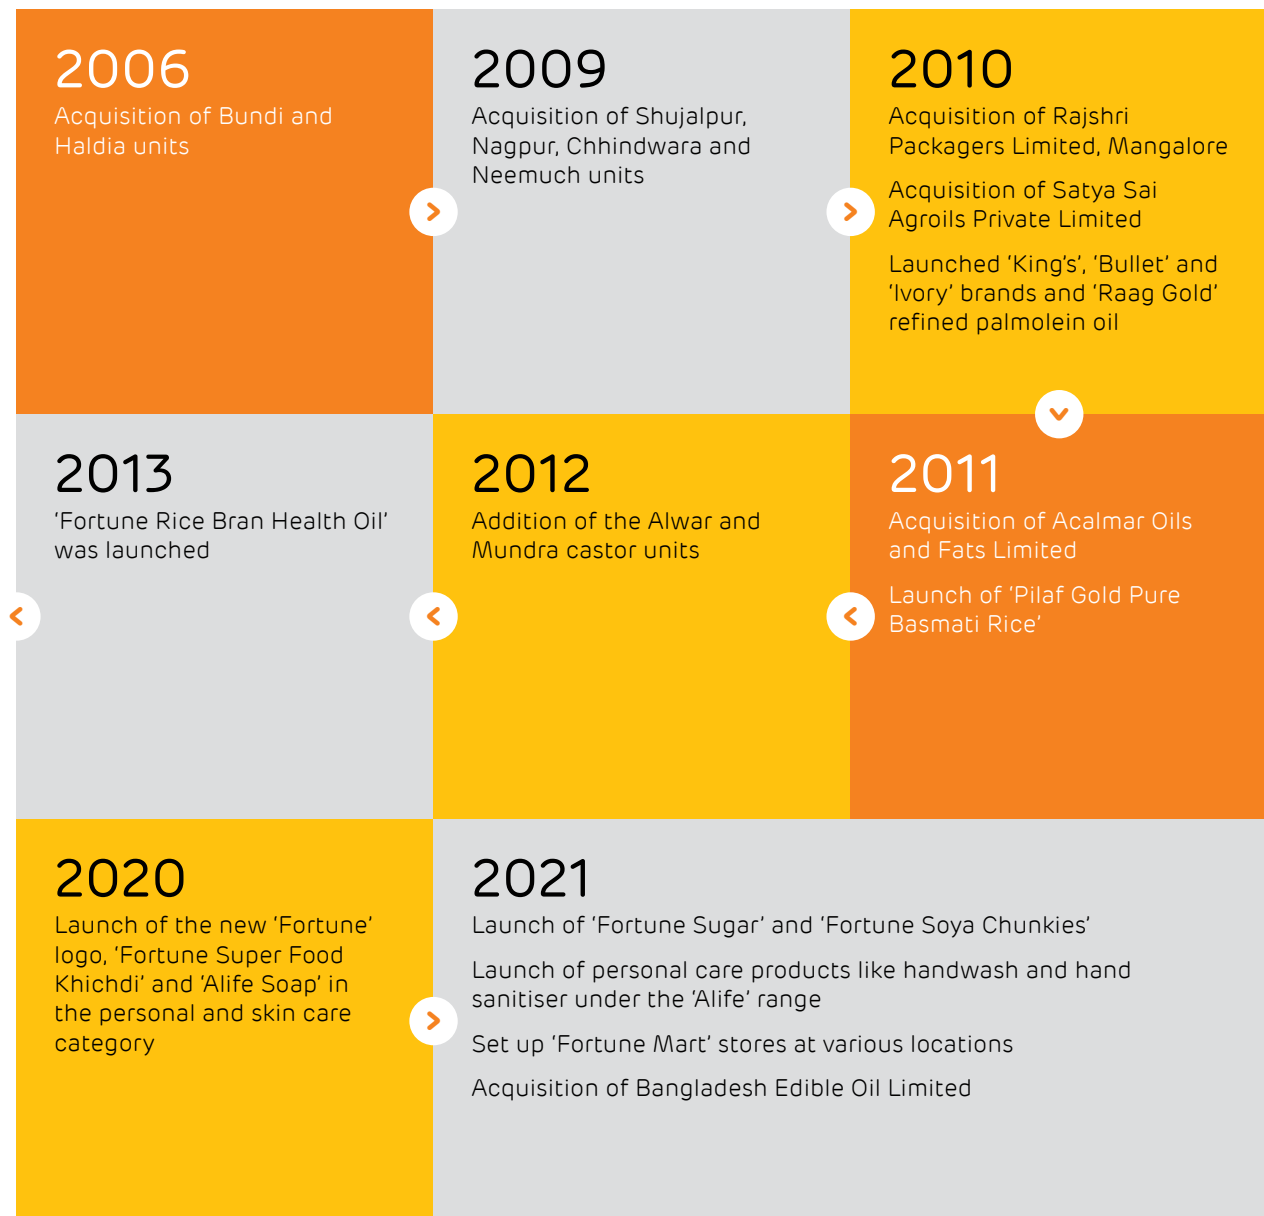 2006
Acquisition of Bundi and
Haldia units
2009
Acquisition of Shujalpur,
Nagpur, Chhindwara and
Neemuch units
2010
Acquisition of Rajshri
Packagers Limited, Mangalore
Acquisition of Satya Sai
Agroils Private Limited
Launched ‘King’s’, ‘Bullet’ and
‘Ivory’ brands and ‘Raag Gold’
refined palmolein oil
2011
Acquisition of Acalmar Oils
and Fats Limited
Launch of ‘Pilaf Gold Pure
Basmati Rice’
2012
Addition of the Alwar and
Mundra castor units
2013
‘Fortune Rice Bran Health Oil’
was launched
2020
Launch of the new ‘Fortune’
logo, ‘Fortune Super Food
Khichdi’ and ‘Alife Soap’ in
the personal and skin care
category
2021
Launch of ‘Fortune Sugar’ and ‘Fortune Soya Chunkies’
Launch of personal care products like handwash and hand
sanitiser under the ‘Alife’ range
Set up ‘Fortune Mart’ stores at various locations
Acquisition of Bangladesh Edible Oil Limited